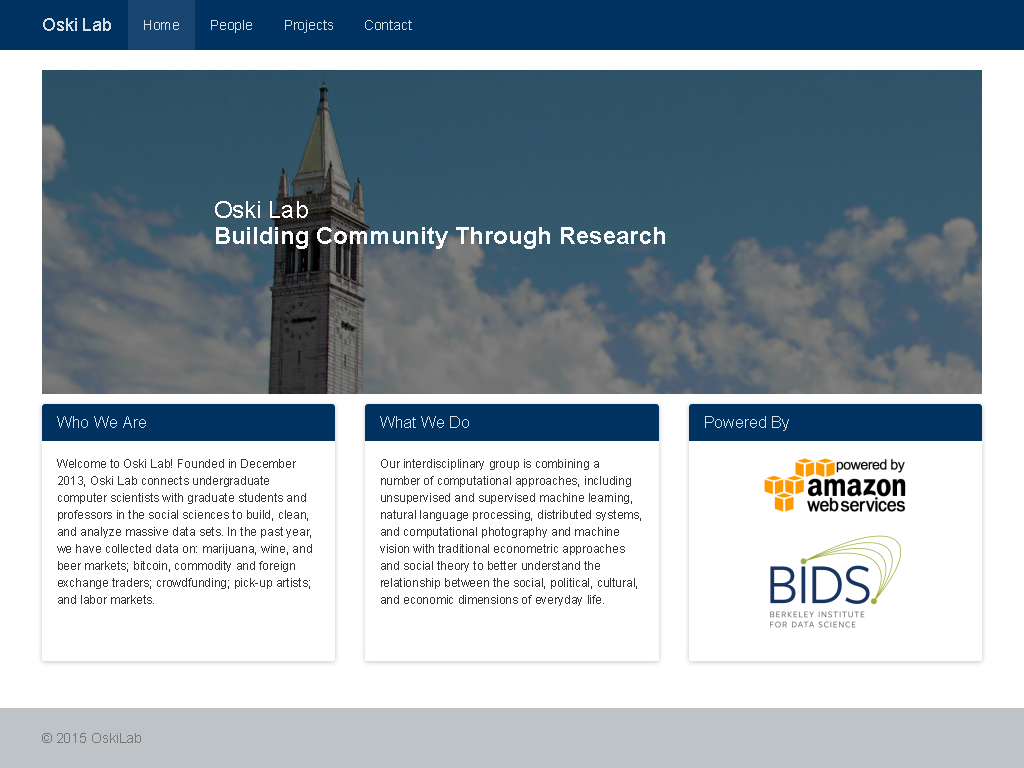 Oski Lab Home People Projects Contact
Oski Lab
Building Community Through Research
Who We Are
Welcome to Oski Lab! Founded in December
2013, Oski Lab connects undergraduate
computer scientists with graduate students and
professors in the social sciences to build, clean,
and analyze massive data sets. In the past year,
we have collected data on: marijuana, wine, and
beer markets; bitcoin, commodity and foreign
exchange traders; crowdfunding; pick-up artists;
and labor markets.
What We Do
Our interdisciplinary group is combining a
number of computational approaches, including
unsupervised and supervised machine learning,
natural language processing, distributed systems,
and computational photography and machine
vision with traditional econometric approaches
and social theory to better understand the
relationship between the social, political, cultural,
and economic dimensions of everyday life.
Powered By
powered by
amazon
web services
BIDS
BERKELEY INSTITUTE
FOR DATA SCIENCE
© 2015 OskiLab